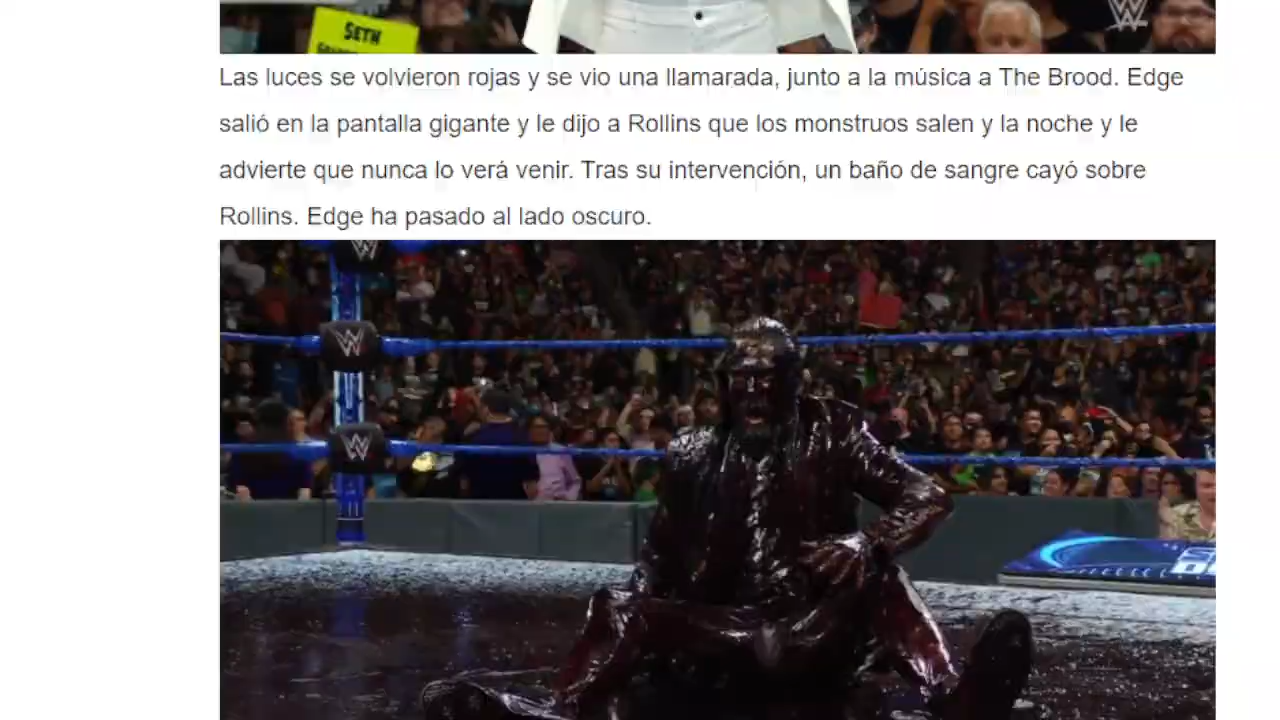 SETH
W
Las luces se volvieron rojas y se vio una llamarada, junto a la música a The Brood. Edge
salió en la pantalla gigante y le dijo a Rollins que los monstruos salen y la noche y le
advierte que nunca lo verá venir. Tras su intervención, un baño de sangre cayó sobre
Rollins. Edge ha pasado al lado oscuro.
W
W
W